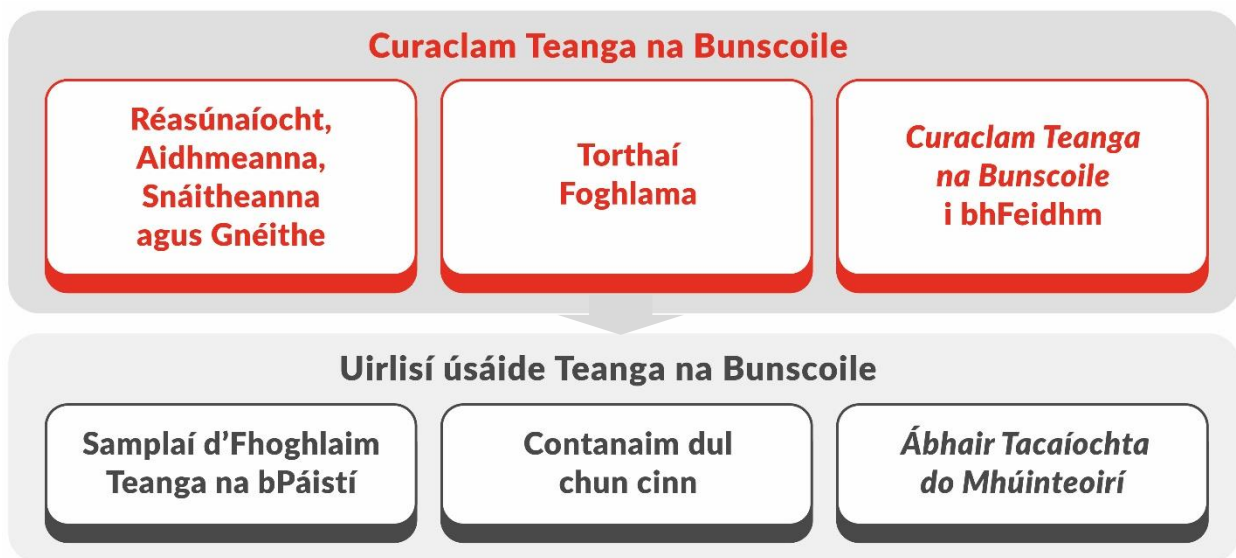 Curaclam Teanga na Bunscoile
Réasúnaíocht,
Aidhmeanna,
Snáitheanna
agus Gnéithe
Torthaí
Foghlama
Curaclam Teanga
na Bunscoile
i bhFeidhm
Uirlisí úsáide Teanga na Bunscoile
Samplaí d'Fhoghlaim
Teanga na bPáistí
Contanaim dul
chun cinn
Ábhair Tacaíochta
do Mhúinteoirí